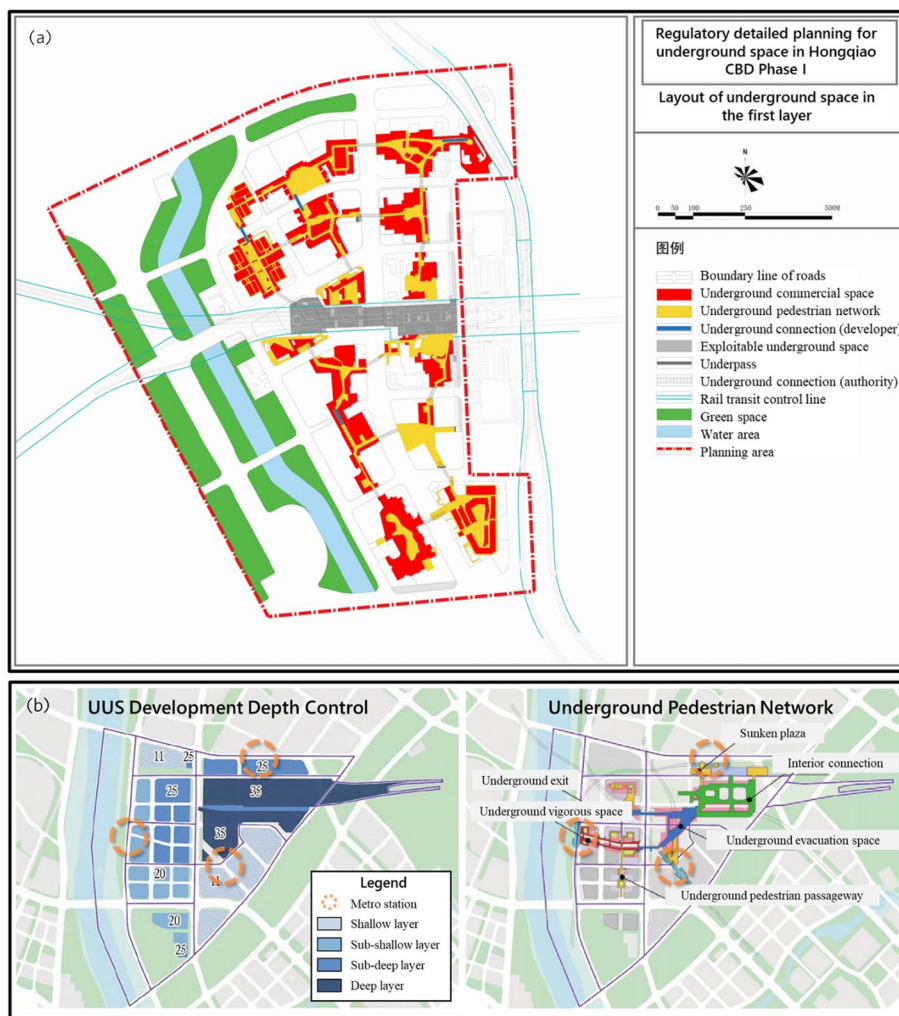 (a)
Regulatory detailed planning for
underground space in Hongqiao
CBD Phase I
Layout of underground space in
the first layer
N
0 50 100 250 500M
图例
Boundary line of roads
Underground commercial space
Underground pedestrian network
Underground connection (developer)
Exploitable underground space
Underpass
Underground connection (authority)
Rail transit control line
Green space
Water area
Planning area
(b)
UUS Development Depth Control
11
25
25
25
35
35
20
11
20
25
Legend
Metro station
Shallow layer
Sub-shallow layer
Sub-deep layer
Deep layer
Underground Pedestrian Network
Sunken plaza
Interior connection
Underground exit
Underground vigorous space
Underground evacuation space
Underground pedestrian passageway